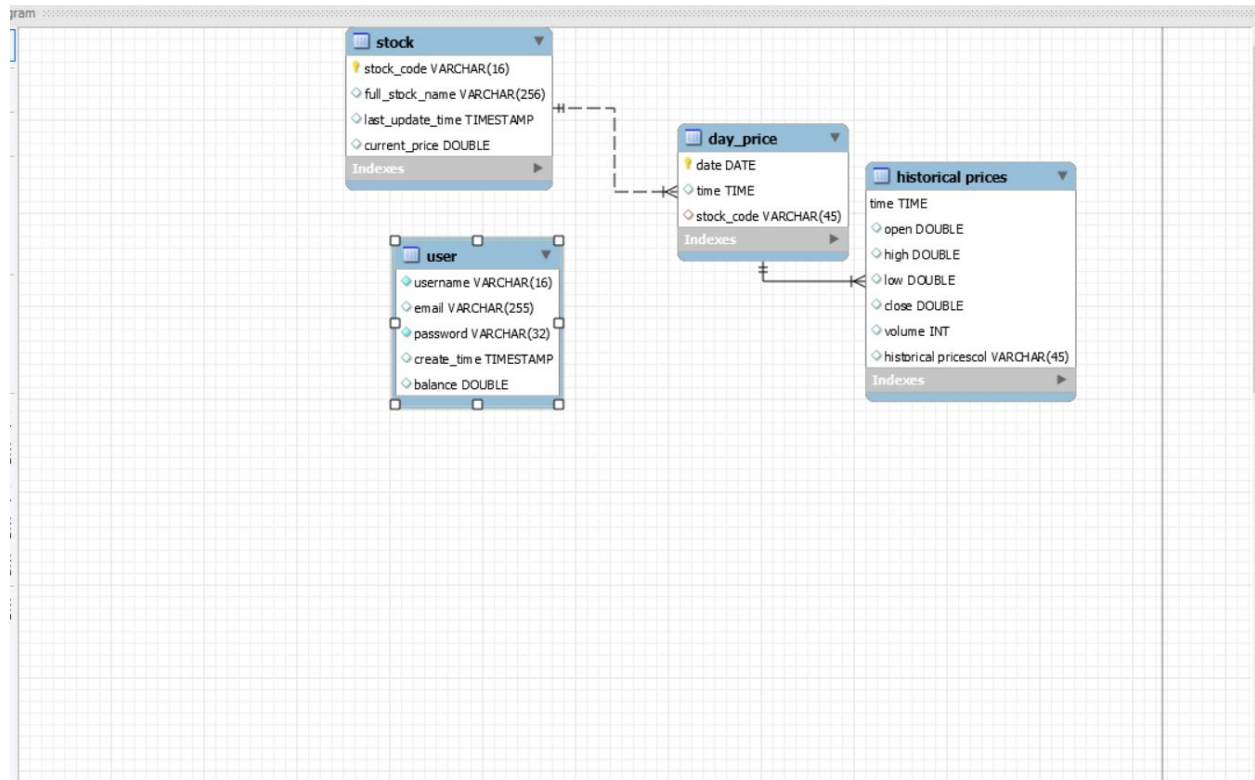 gram
stock
stock_code VARCHAR(16)
full_stock_name VARCHAR(256)
last_update_time TIMESTAMP
current_price DOUBLE
Indexes
day_price
date DATE
time TIME
stock_code VARCHAR(45)
Indexes
historical prices
time TIME
open DOUBLE
high DOUBLE
low DOUBLE
close DOUBLE
volume INT
historical pricescol VARCHAR(45)
Indexes
user
username VARCHAR(16)
email VARCHAR(255)
password VARCHAR(32)
create_time TIMESTAMP
balance DOUBLE